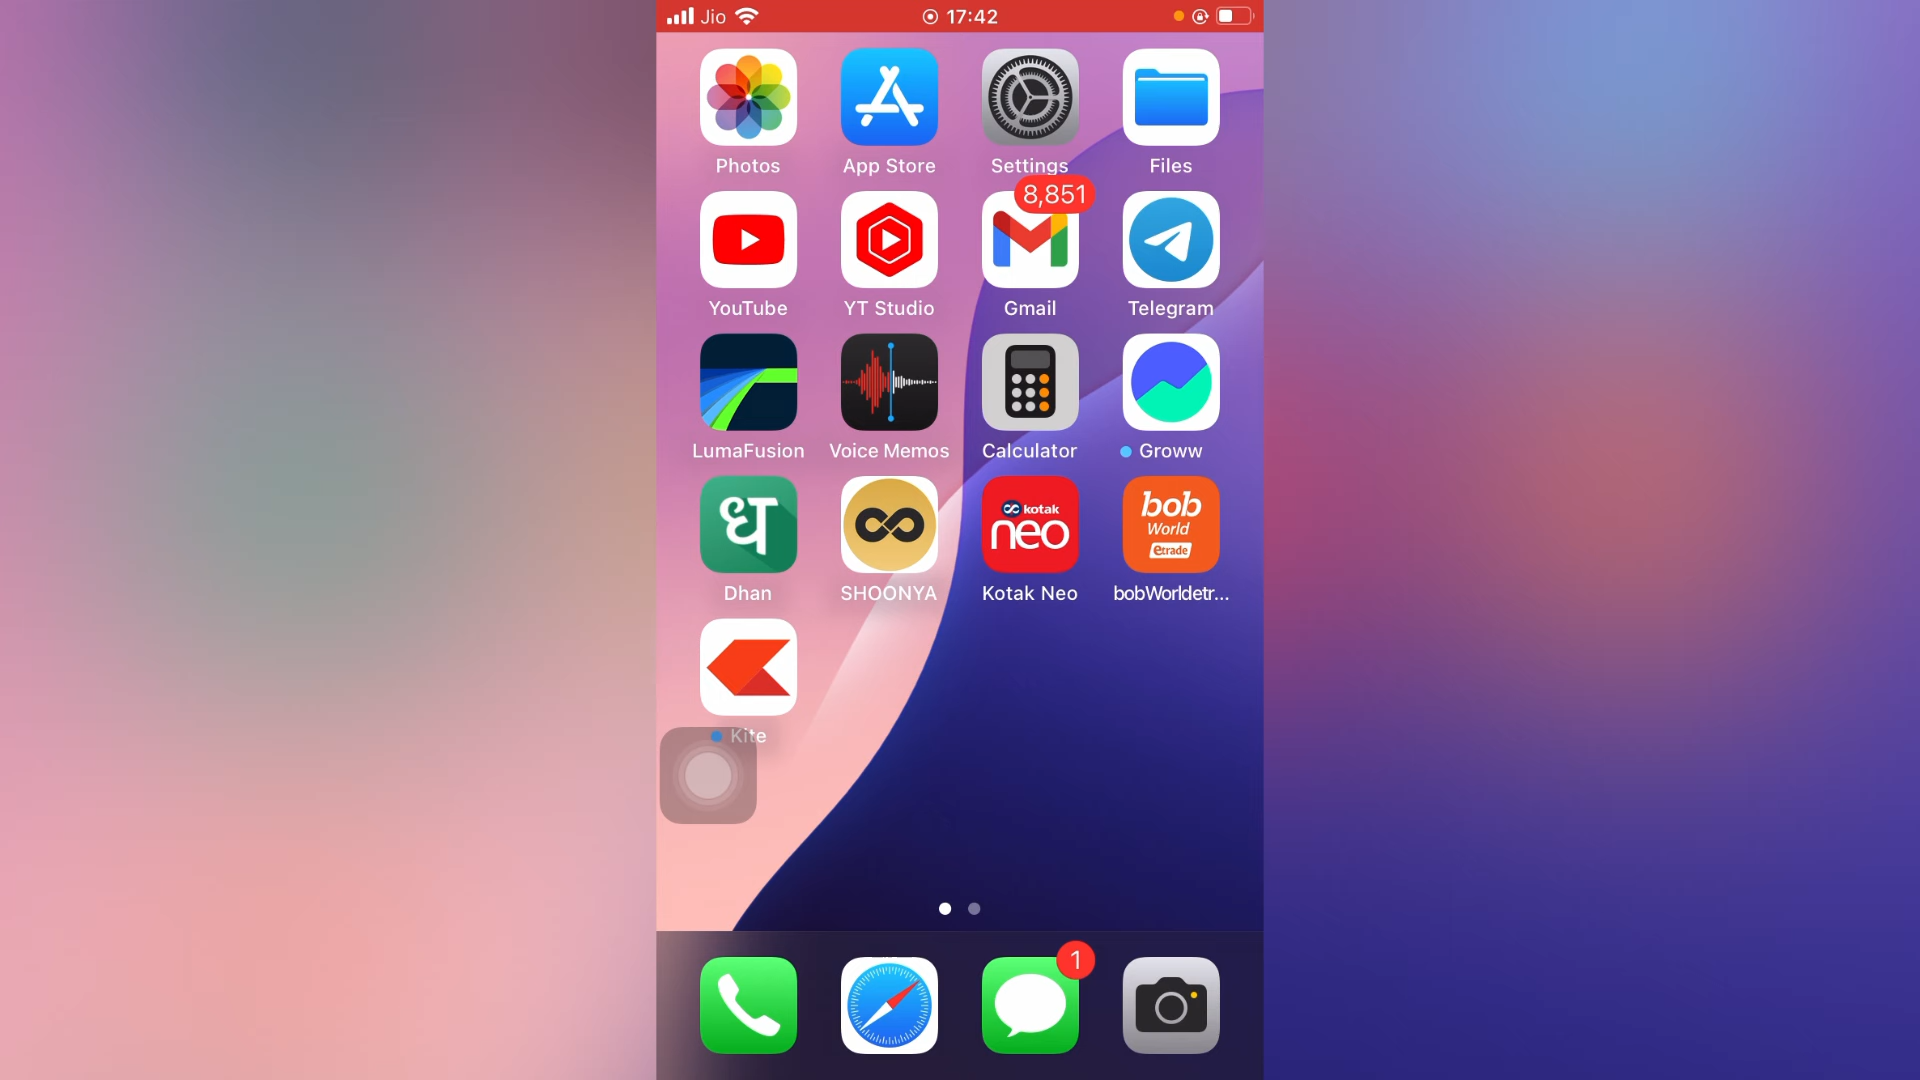 Jio 17:42
Photos App Store Settings Files
8,851
YouTube YT Studio Gmail Telegram
LumaFusion Voice Memos Calculator Groww
ध
kotak
neo
bob
World
etrade
Dhan SHOONYA Kotak Neo bobWorldetr...
Kite
1